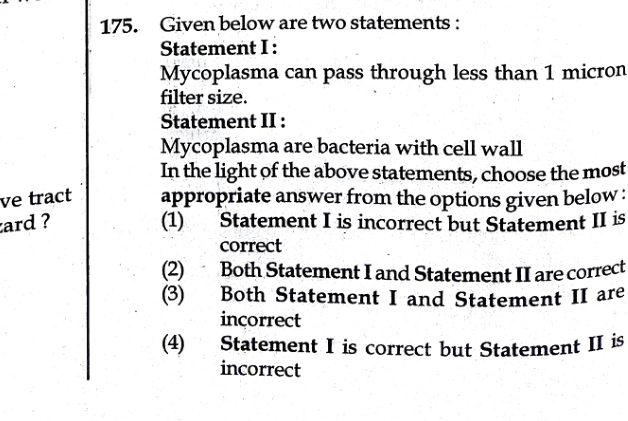 175. Given below are two statements :
Statement I :
Mycoplasma can pass through less than 1 micron
filter size.
Statement II :
Mycoplasma are bacteria with cell wall
In the light of the above statements, choose the most
appropriate answer from the options given below :
(1) Statement I is incorrect but Statement II is
correct
(2) Both Statement I and Statement II are correct
(3) Both Statement I and Statement II are
incorrect
(4) Statement I is correct but Statement II is
incorrect
ve tract
ard ?